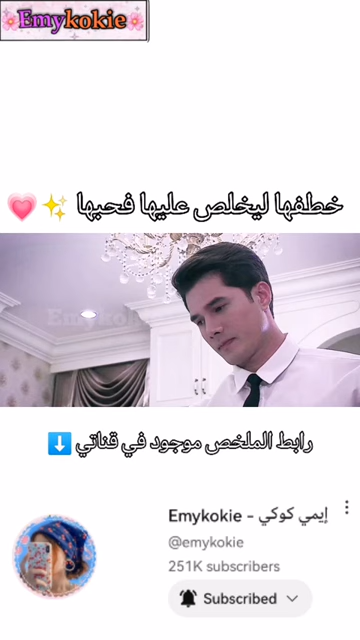 Emykokie
خطفها ليخلص عليها فحبها
Emykokie
رابط الملخص موجود في قناتي
Emykokie - إيمي كوكي
@emykokie
251K subscribers
Subscribed